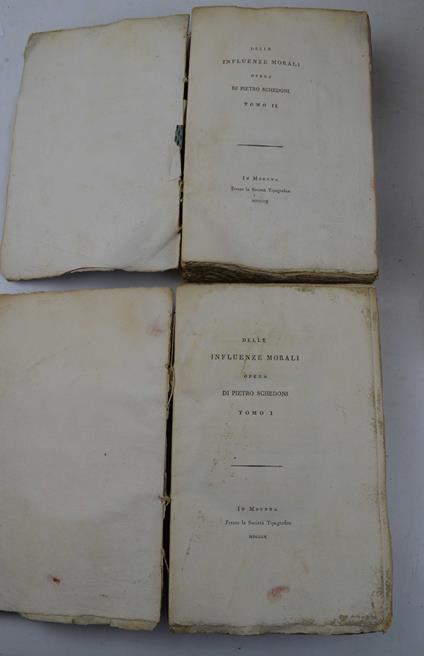 DELLE
INFLUENZE MORALI
OPERA
DI PIETRO SCHEDONI
TOMO II
IN MODENA
Presso la Società Tipografica
DELLE
INFLUENZE MORALI
OPERA
DI PIETRO SCHEDONI
TOMO I
IN MODENA
Presso la Società Tipografica